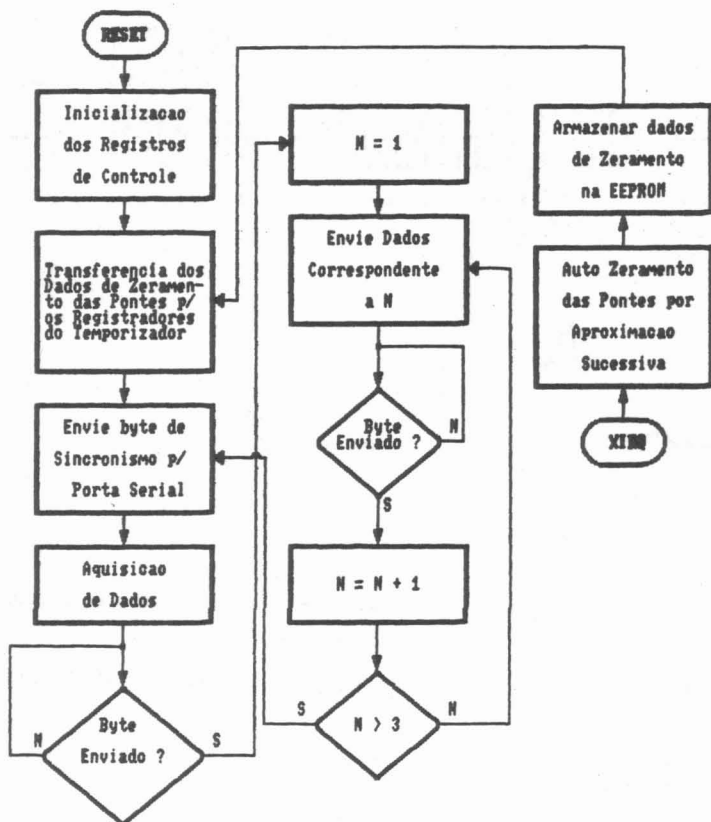 RESET
Inicializacao
dos Registros
de Controle
Transferencia dos
Dados de Zeramen-
to das Pontes p/
os Registradores
do Temporizador
Envie byte de
Sincronismo p/
Porta Serial
Aquisicao
de Dados
Byte
Enviado ?
N
S
N = 1
Envie Dados
Correspondente
a N
Byte
Enviado ?
N
S
N = N + 1
S
N > 3
N
Armazenar dados
de Zeramento
na EEPROM
Auto Zeramento
das Pontes por
Aproximacao
Sucessiva
XIRQ